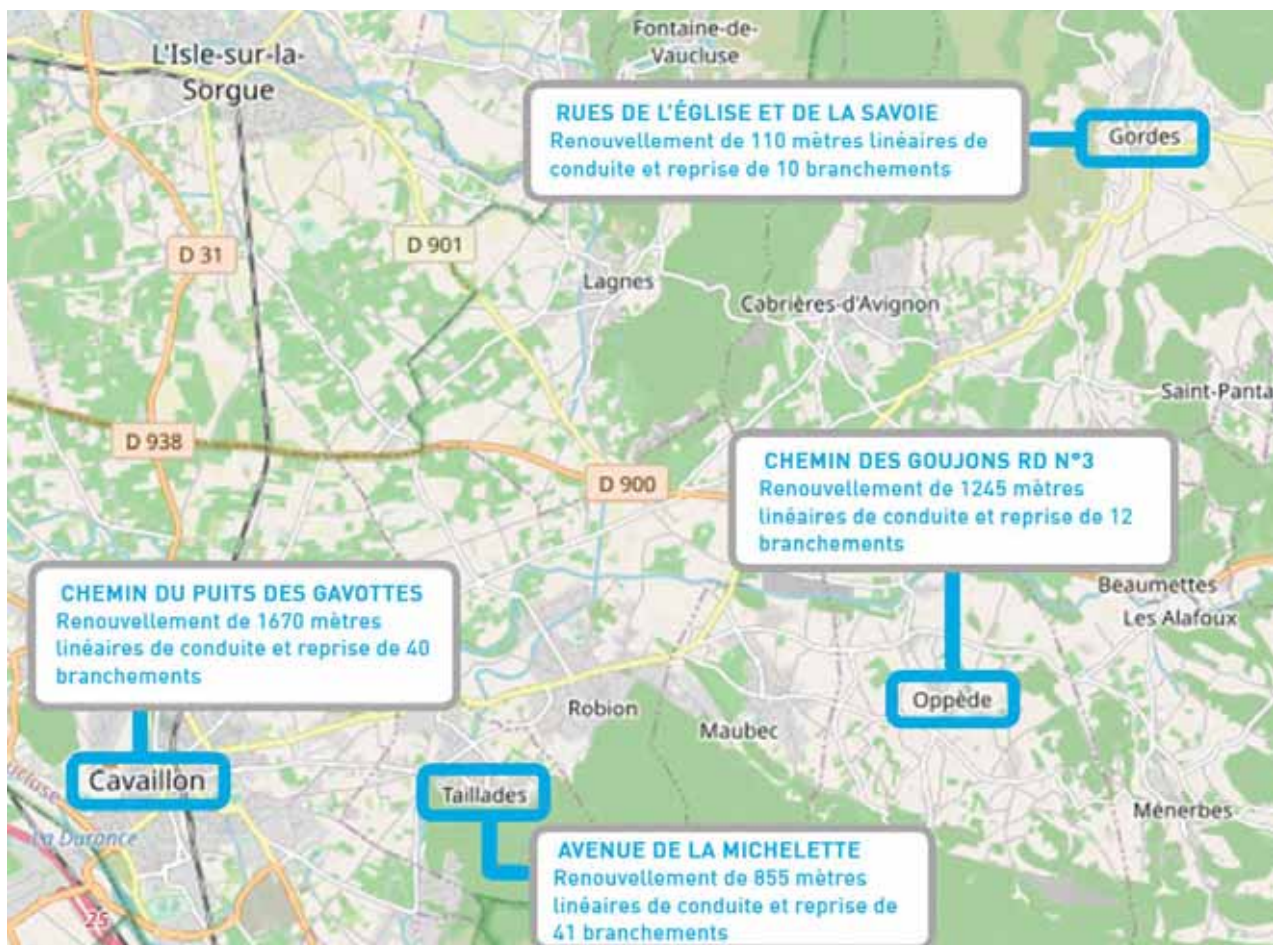 Fontaine-de-
Vaucluse
L'Isle-sur-la-
Sorgue
RUES DE L'ÉGLISE ET DE LA SAVOIE
Renouvellement de 110 mètres linéaires de
conduite et reprise de 10 branchements
Gordes
D 31
D 901
Lagnes
Cabrières-d'Avignon
Saint-Panta
D 938
D 900
CHEMIN DES GOUJONS RD N°3
Renouvellement de 1245 mètres
linéaires de conduite et reprise de 12
branchements
CHEMIN DU PUITS DES GAVOTTES
Renouvellement de 1670 mètres
linéaires de conduite et reprise de 40
branchements
Beaumettes
Les Alafoux
Oppède
Robion
Maubec
Cavaillon
Taillades
Ménerbes
La Durance
AVENUE DE LA MICHELETTE
Renouvellement de 855 mètres
linéaires de conduite et reprise de
41 branchements
25